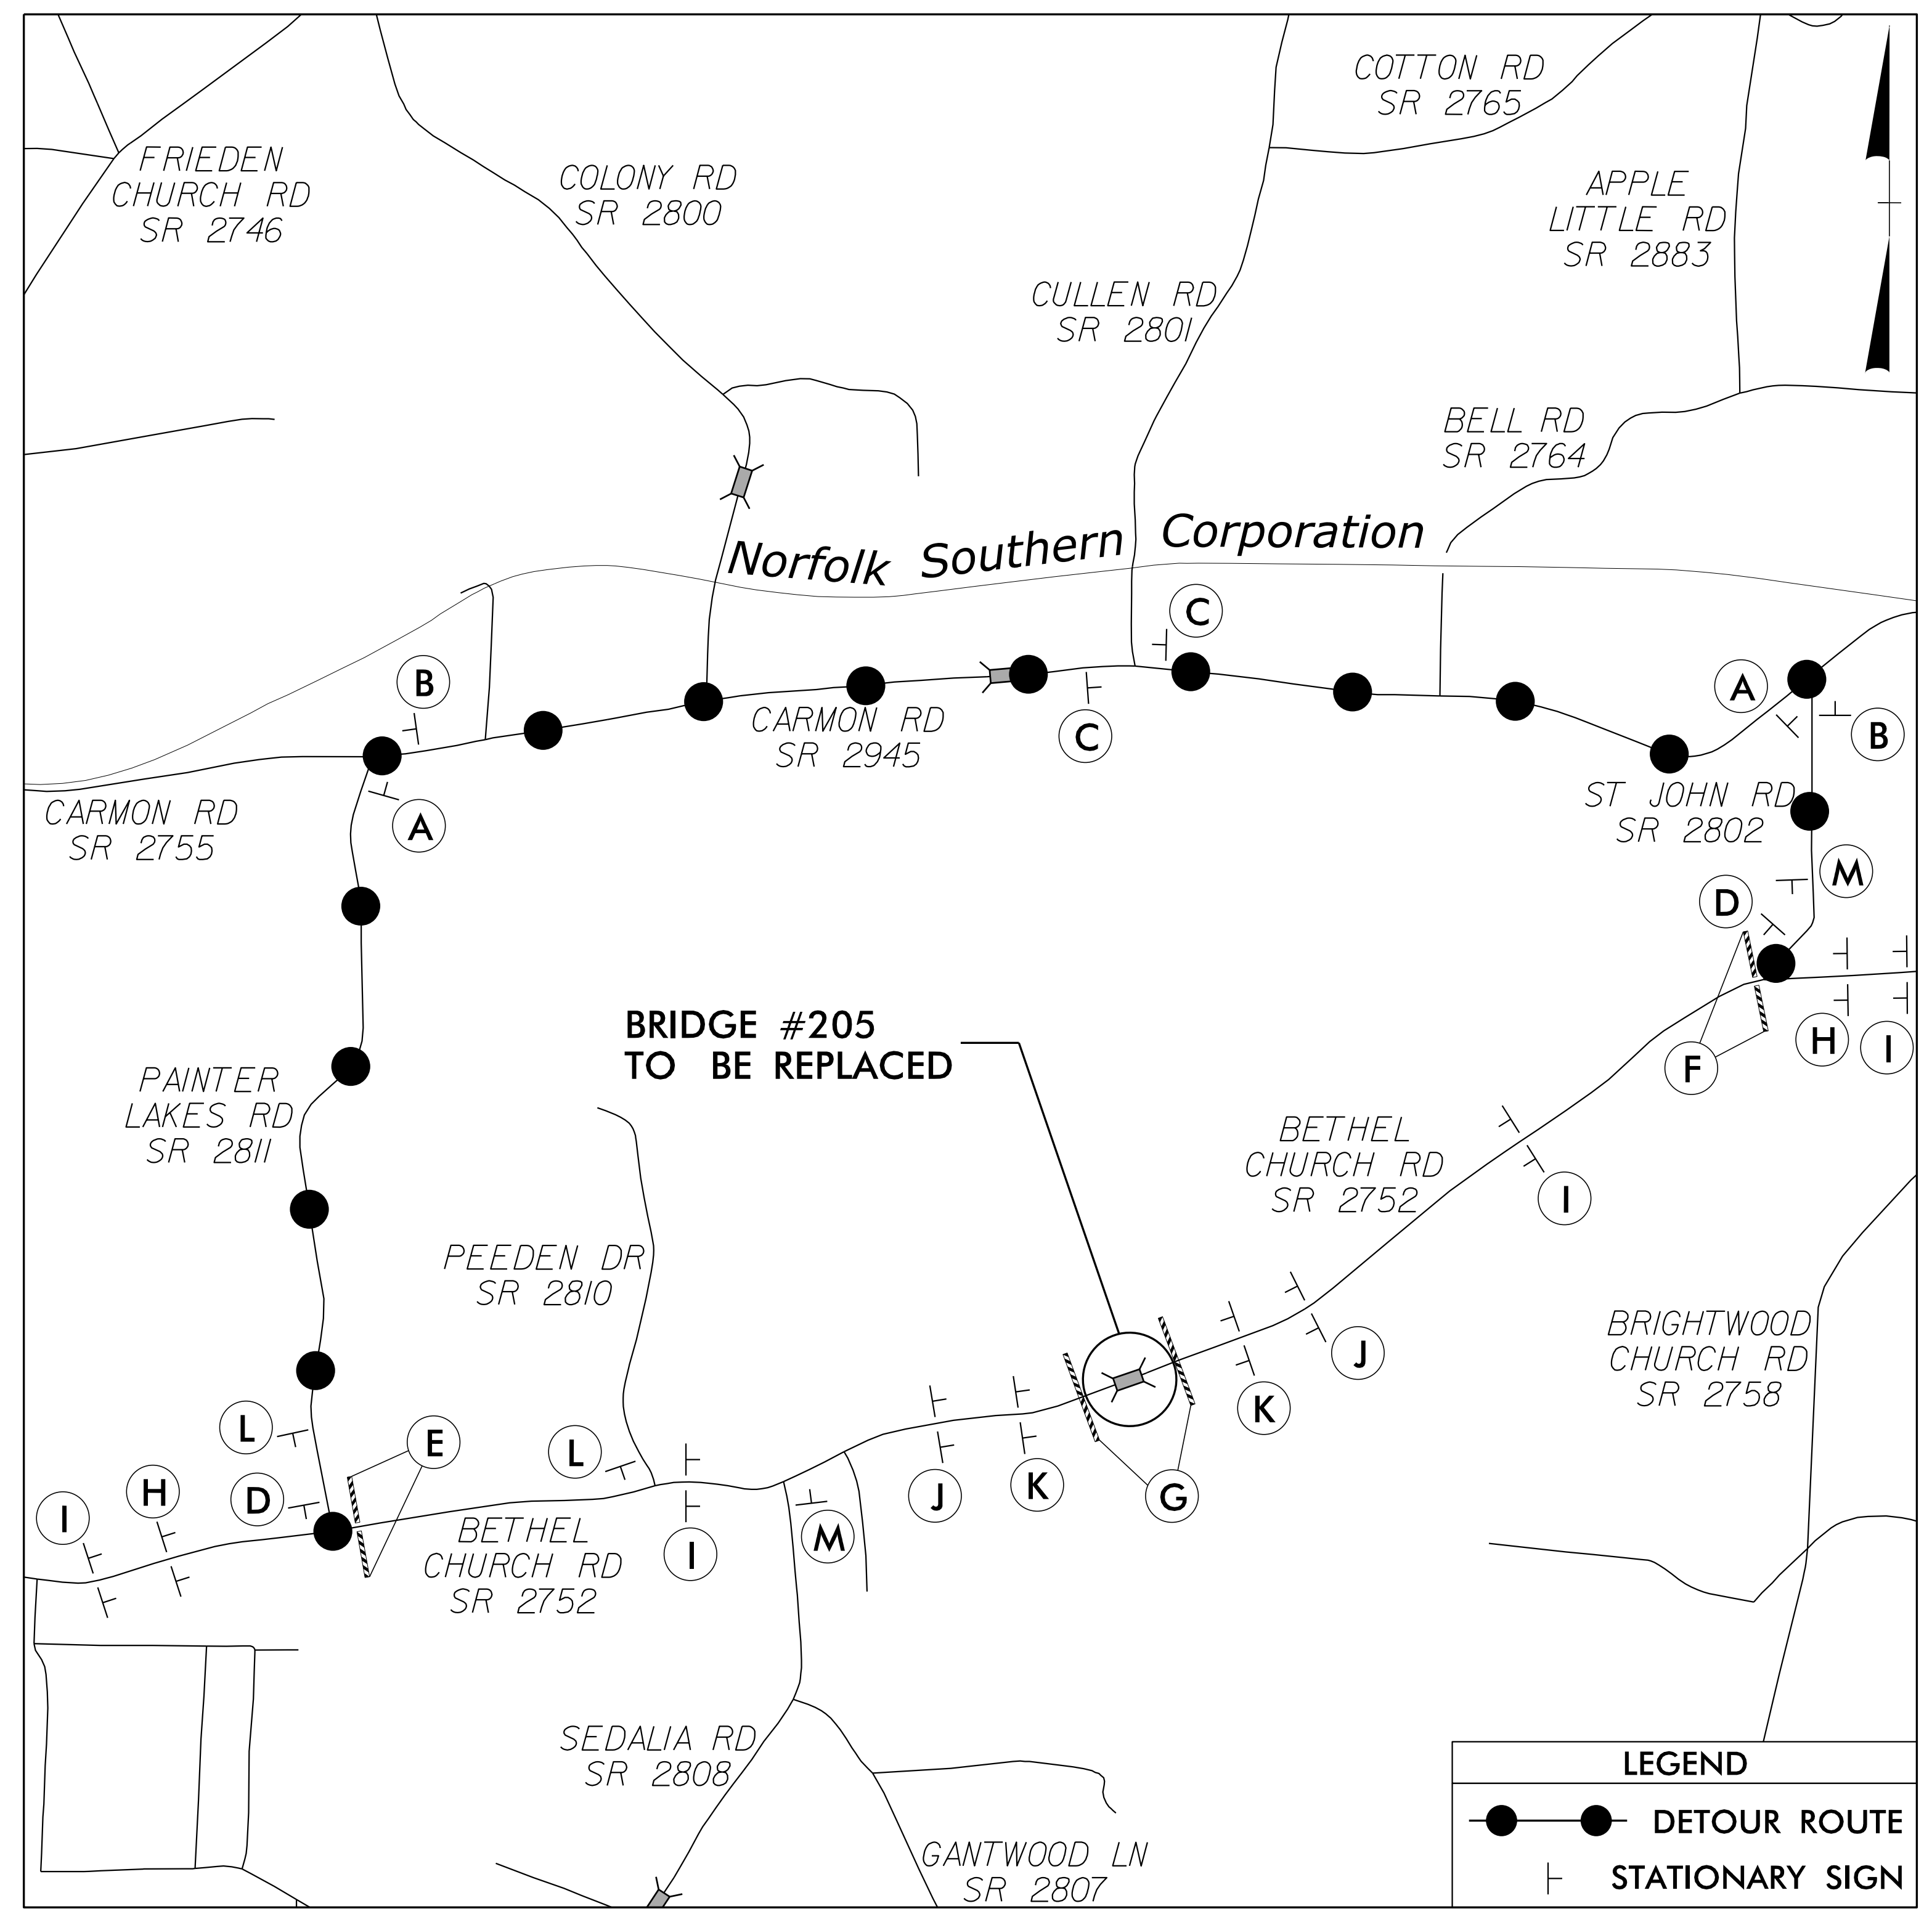 COTTON RD
SR 2765
FRIEDEN
CHURCH RD
SR 2746
COLONY RD
SR 2800
APPLE
LITTLE RD
SR 2883
CULLEN RD
SR 2801
BELL RD
SR 2764
Norfolk Southern Corporation
C
B
A
B
CARMON RD
SR 2945
C
CARMON RD
SR 2755
A
ST JOHN RD
SR 2802
M
D
BRIDGE #205
TO BE REPLACED
H
I
F
PAINTER
LAKES RD
SR 2811
BETHEL
CHURCH RD
SR 2752
I
PEEDEN DR
SR 2810
BRIGHTWOOD
CHURCH RD
SR 2758
J
K
L
E
L
D
H
I
J
K
G
BETHEL
CHURCH RD
SR 2752
I
M
SEDALIA RD
SR 2808
GANTWOOD LN
SR 2807
LEGEND
DETOUR ROUTE
STATIONARY SIGN